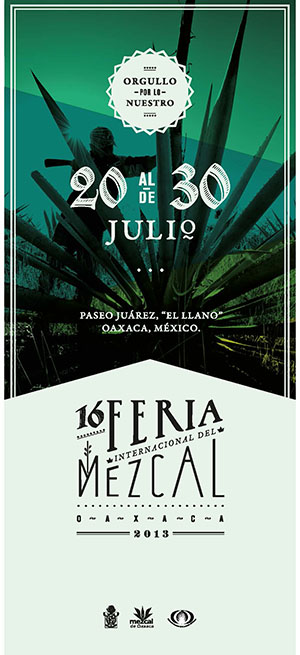 ORGULLO
POR LO
NUESTRO
20 AL DE 30
JULIO
PASEO JUÁREZ, "EL LLANO"
OAXACA, MÉXICO.
16 FERIA
INTERNACIONAL DEL
MEZCAL
O~A~X~A~C~A
2013
mezcal
de Oaxaca